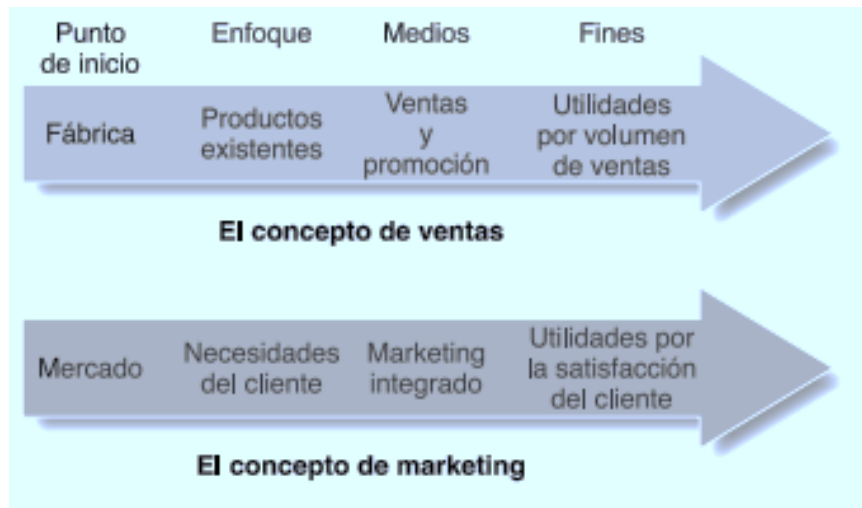 Punto
de inicio
Enfoque
Medios
Fines
Fábrica
Productos
existentes
Ventas
y
promoción
Utilidades
por volumen
de ventas
El concepto de ventas
Mercado
Necesidades
del cliente
Marketing
integrado
Utilidades por
la satisfacción
del cliente
El concepto de marketing